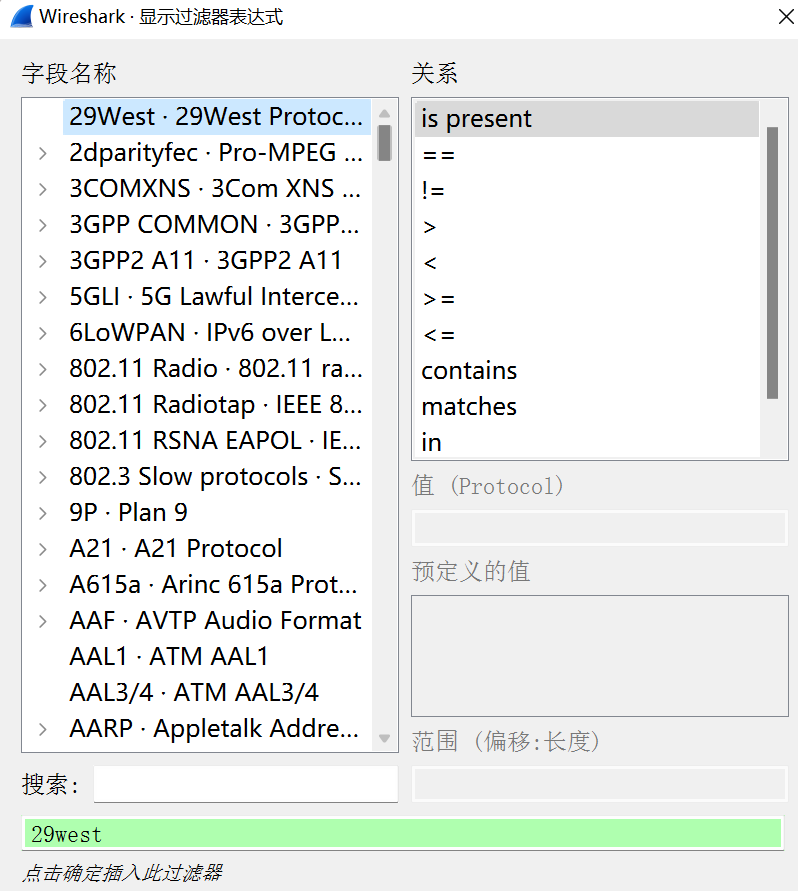 Wireshark · 显示过滤器表达式
字段名称
29West · 29West Protoc...
2dparityfec · Pro-MPEG ...
3COMXNS · 3Com XNS ...
3GPP COMMON · 3GPP...
3GPP2 A11 · 3GPP2 A11
5GLI · 5G Lawful Interce...
6LoWPAN · IPv6 over L...
802.11 Radio · 802.11 ra...
802.11 Radiotap · IEEE 8...
802.11 RSNA EAPOL · IE...
802.3 Slow protocols · S...
9P · Plan 9
A21 · A21 Protocol
A615a · Arinc 615a Prot...
AAF · AVTP Audio Format
AAL1 · ATM AAL1
AAL3/4 · ATM AAL3/4
AARP · Appletalk Addre...
搜索:
关系
is present
==
!=
>
<
>=
<=
contains
matches
in
值 (Protocol)
预定义的值
范围 (偏移:长度)
29west
点击确定插入此过滤器